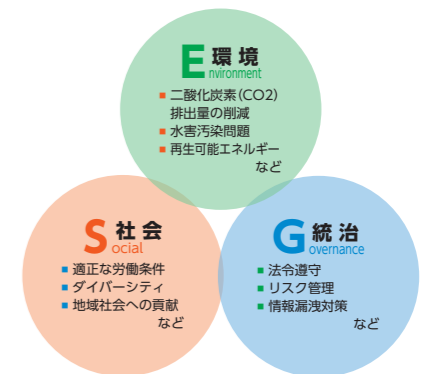 E 環境
nvironment
■ 二酸化炭素(CO2)
排出量の削減
■ 水害汚染問題
■ 再生可能エネルギー
など
S 社会
ocial
■ 適正な労働条件
■ ダイバーシティ
■ 地域社会への貢献
など
G 統治
overnance
■ 法令遵守
■ リスク管理
■ 情報漏洩対策
など